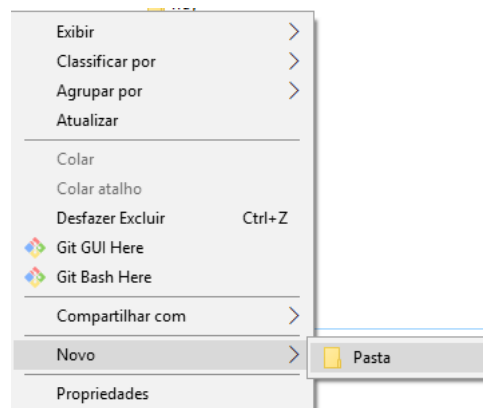 Exibir
Classificar por
Agrupar por
Atualizar
Colar
Colar atalho
Desfazer Excluir Ctrl+Z
Git GUI Here
Git Bash Here
Compartilhar com
Novo
Pasta
Propriedades